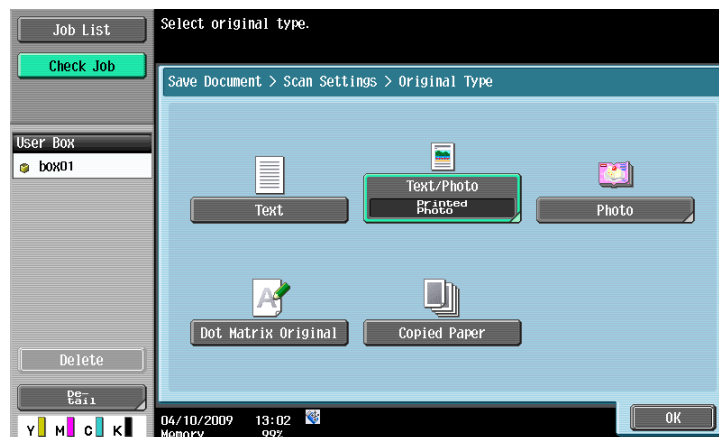 Job List
Select original type.
Check Job
Save Document > Scan Settings > Original Type
User Box
box01
Text
Text/Photo
Printed
Photo
Photo
Dot Matrix Original
Copied Paper
Delete
De-
tail
OK
04/10/2009 13:02
Memory 99%
Y M C K